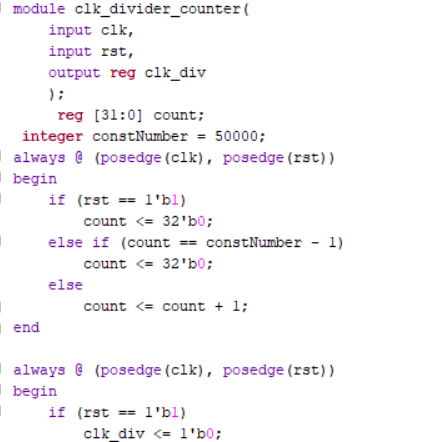 module clk_divider_counter(
    input clk,
    input rst,
    output reg clk_div
    );
     reg [31:0] count;
 integer constNumber = 50000;
always @ (posedge(clk), posedge(rst))
begin
    if (rst == 1'b1)
        count <= 32'b0;
    else if (count == constNumber - 1)
        count <= 32'b0;
    else
        count <= count + 1;
end

always @ (posedge(clk), posedge(rst))
begin
    if (rst == 1'b1)
        clk_div <= 1'b0;